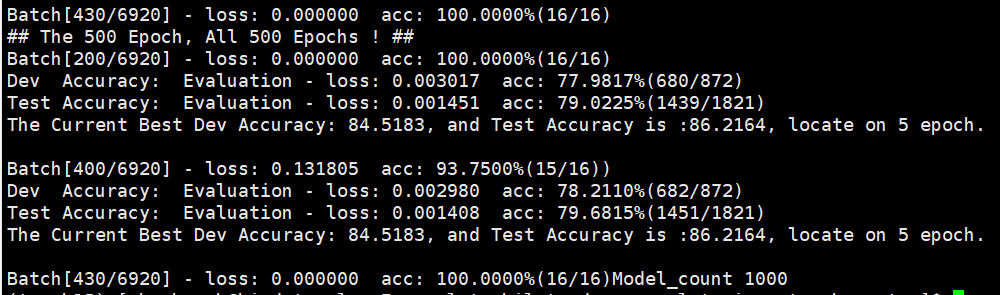 Batch[430/6920] - loss: 0.000000  acc: 100.0000%(16/16)
## The 500 Epoch, All 500 Epochs ! ##
Batch[200/6920] - loss: 0.000000  acc: 100.0000%(16/16)
Dev  Accuracy:  Evaluation - loss: 0.003017  acc: 77.9817%(680/872)
Test Accuracy:  Evaluation - loss: 0.001451  acc: 79.0225%(1439/1821)
The Current Best Dev Accuracy: 84.5183, and Test Accuracy is :86.2164, locate on 5 epoch.
Batch[400/6920] - loss: 0.131805  acc: 93.7500%(15/16))
Dev  Accuracy:  Evaluation - loss: 0.002980  acc: 78.2110%(682/872)
Test Accuracy:  Evaluation - loss: 0.001408  acc: 79.6815%(1451/1821)
The Current Best Dev Accuracy: 84.5183, and Test Accuracy is :86.2164, locate on 5 epoch.
Batch[430/6920] - loss: 0.000000  acc: 100.0000%(16/16)Model_count 1000